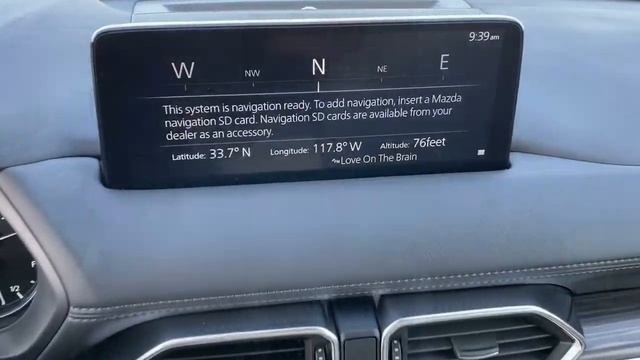 9:39am
W NW N NE E
This system is navigation ready. To add navigation, insert a Mazda
navigation SD card. Navigation SD cards are available from your
dealer as an accessory.
Latitude: 33.7° N Longitude: 117.8° W Altitude: 76feet
Love On The Brain
1/2